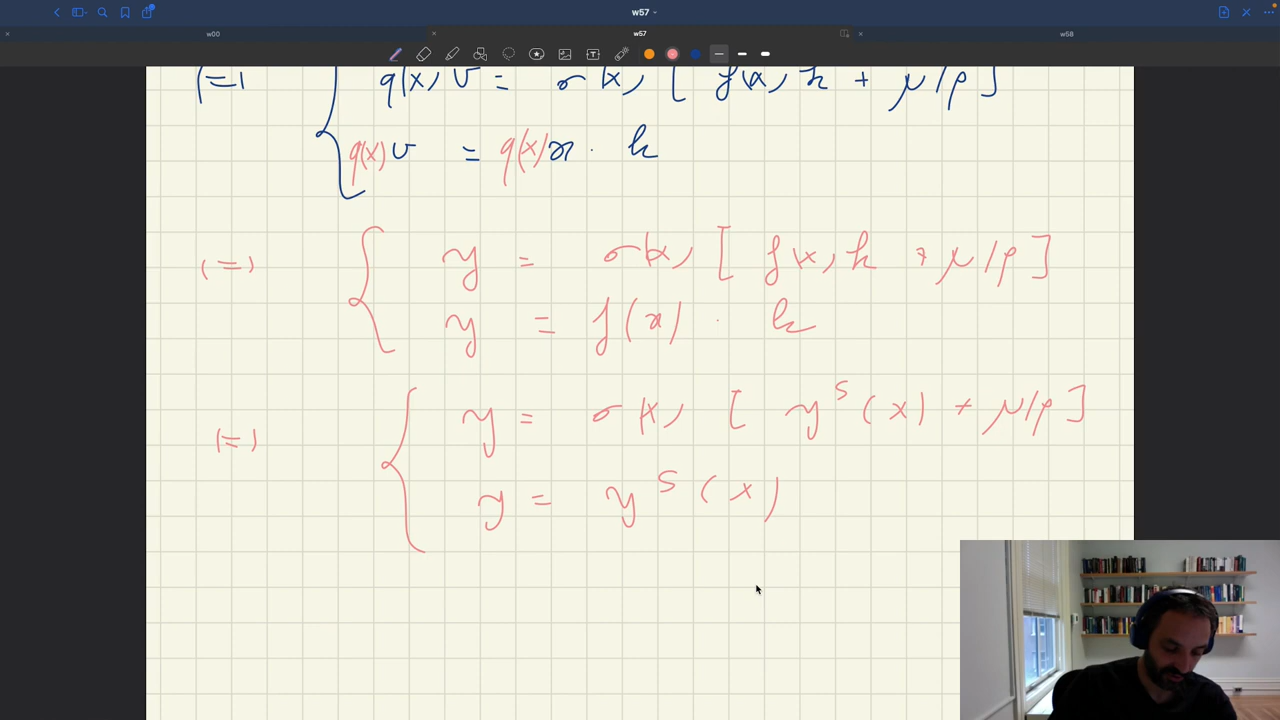 w57
w00
w57
w58
(=) q(x) v = σ(x) [ f(x) k + μ/ρ ]
q(x) v = q(x) x · k
(=) y = σ(x) [ f(x) k + μ/ρ ]
y = f(x) · k
(=) y = σ(x) [ y^s (x) + μ/ρ ]
y = y^s (x)